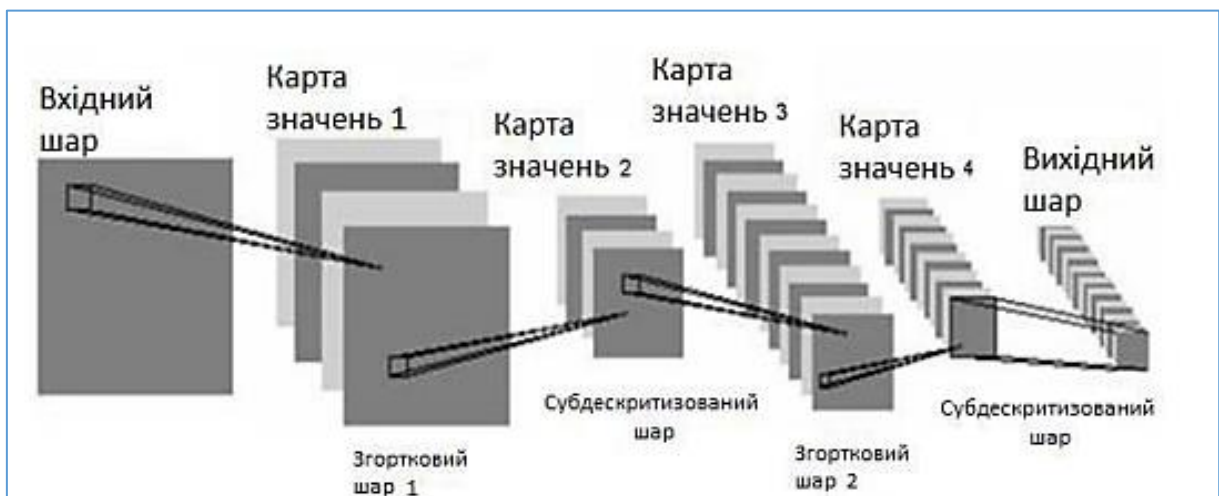 Вхідний
шар
Карта
значень 1
Карта
значень 2
Карта
значень 3
Карта
значень 4
Вихідний
шар
Згортковий
шар 1
Субдескритизований
шар
Згортковий
шар 2
Субдескритизований
шар